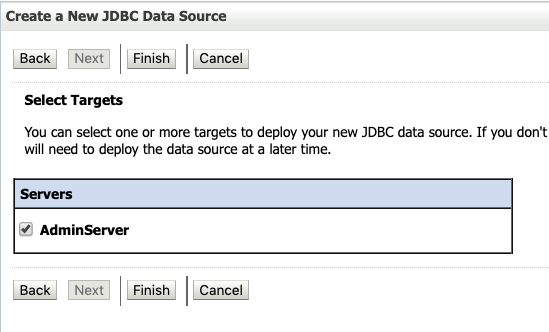 Create a New JDBC Data Source
Back Next Finish Cancel
Select Targets
You can select one or more targets to deploy your new JDBC data source. If you don't
will need to deploy the data source at a later time.
Servers
AdminServer
Back Next Finish Cancel